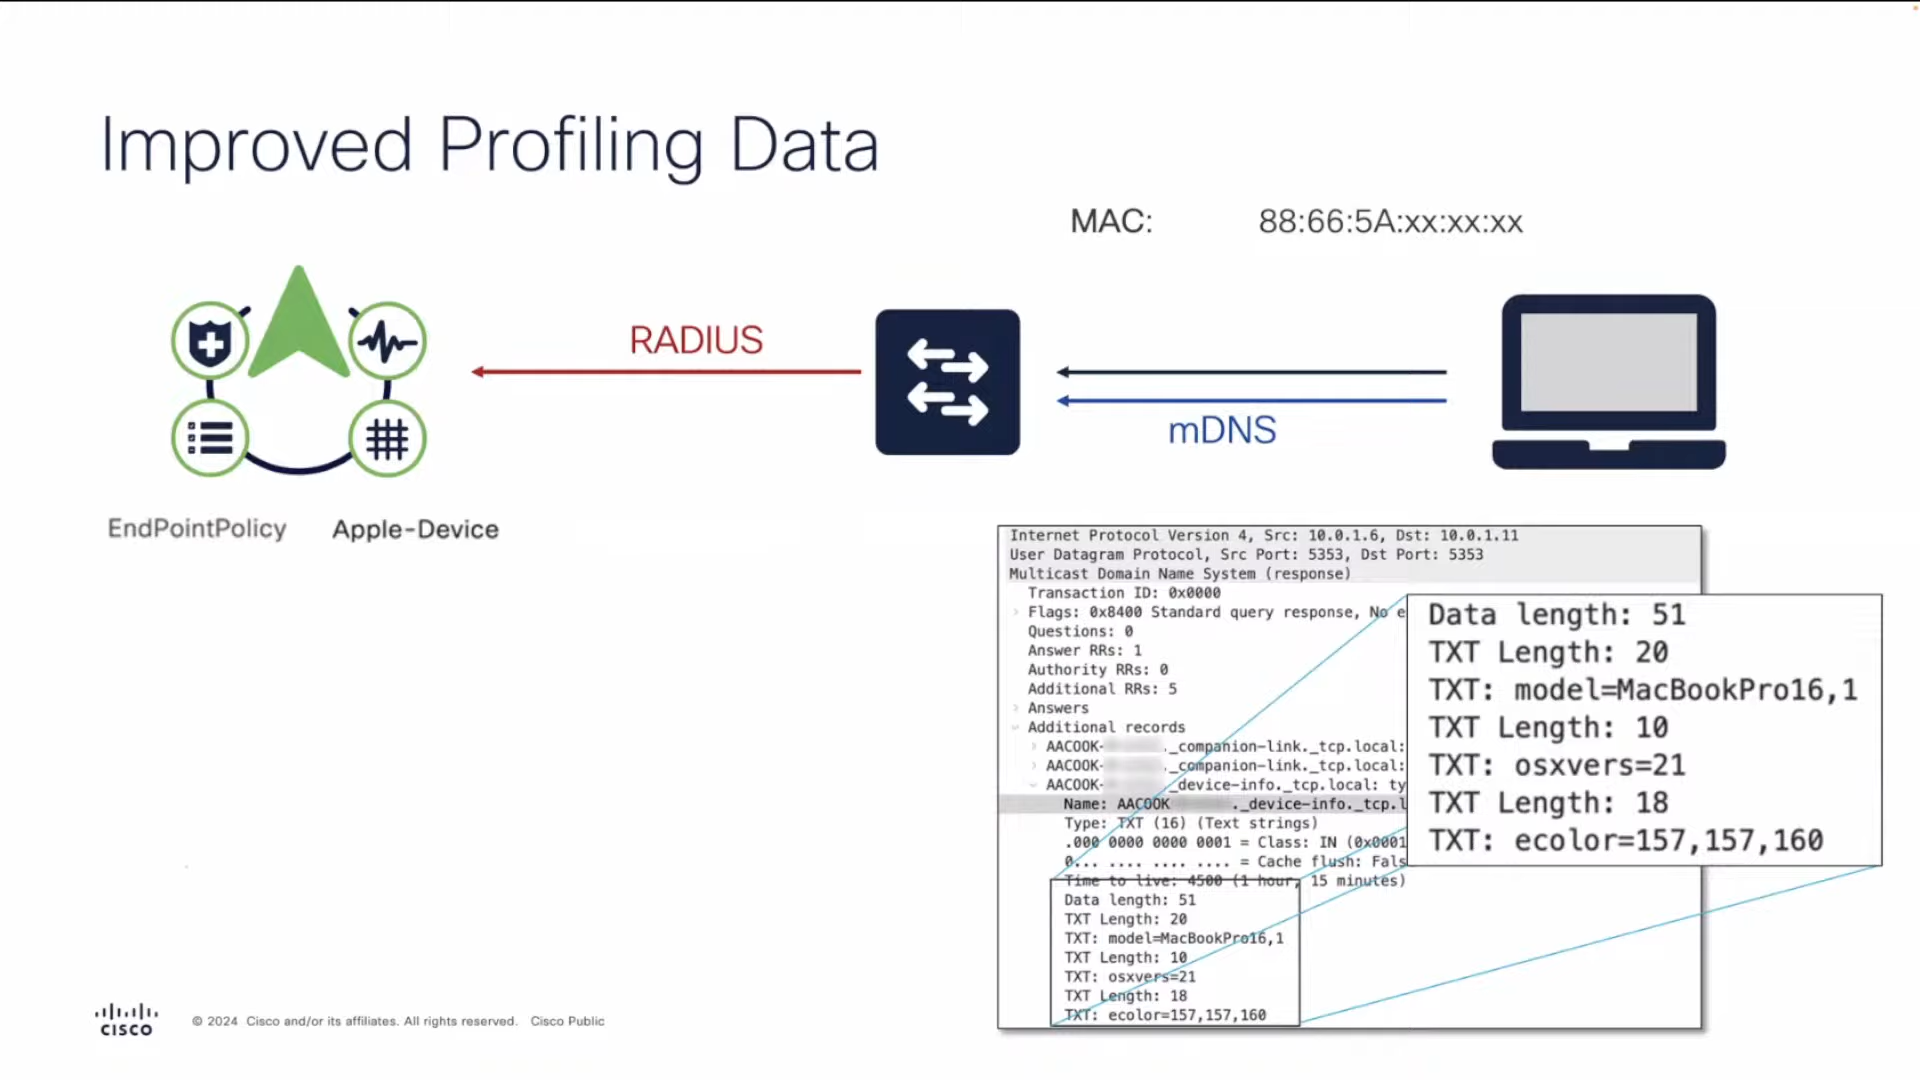 Improved Profiling Data
MAC: 88:66:5A:xx:xx:xx
RADIUS
mDNS
EndPointPolicy Apple-Device
Internet Protocol Version 4, Src: 10.0.1.6, Dst: 10.0.1.11
User Datagram Protocol, Src Port: 5353, Dst Port: 5353
Multicast Domain Name System (response)
Transaction ID: 0x0000
Flags: 0x8400 Standard query response, No e
Questions: 0
Answer RRs: 1
Authority RRs: 0
Additional RRs: 5
Answers
Additional records
AACOOK- ._companion-link._tcp.local:
AACOOK- ._companion-link._tcp.local:
AACOOK- _device-info._tcp.local: ty
Name: AACOOK ._device-info._tcp.l
Type: TXT (16) (Text strings)
.000 0000 0000 0001 = Class: IN (0x0001
0... .... .... .... = Cache flush: Fals
Time to live: 4500 (1 hour, 15 minutes)
Data length: 51
TXT Length: 20
TXT: model=MacBookPro16,1
TXT Length: 10
TXT: osxvers=21
TXT Length: 18
TXT: ecolor=157,157,160
Data length: 51
TXT Length: 20
TXT: model=MacBookPro16,1
TXT Length: 10
TXT: osxvers=21
TXT Length: 18
TXT: ecolor=157,157,160
CISCO
© 2024 Cisco and/or its affiliates. All rights reserved. Cisco Public